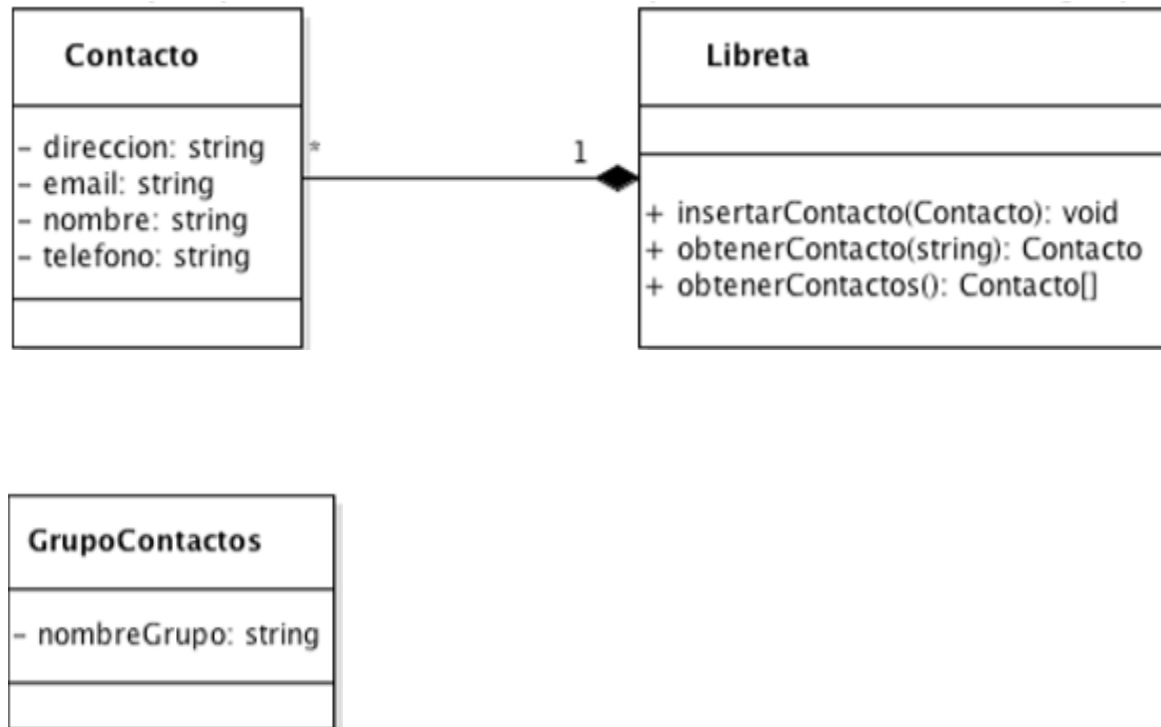 Contacto
- direccion: string
- email: string
- nombre: string
- telefono: string
*
1
Libreta
+ insertarContacto(Contacto): void
+ obtenerContacto(string): Contacto
+ obtenerContactos(): Contacto[]
GrupoContactos
- nombreGrupo: string